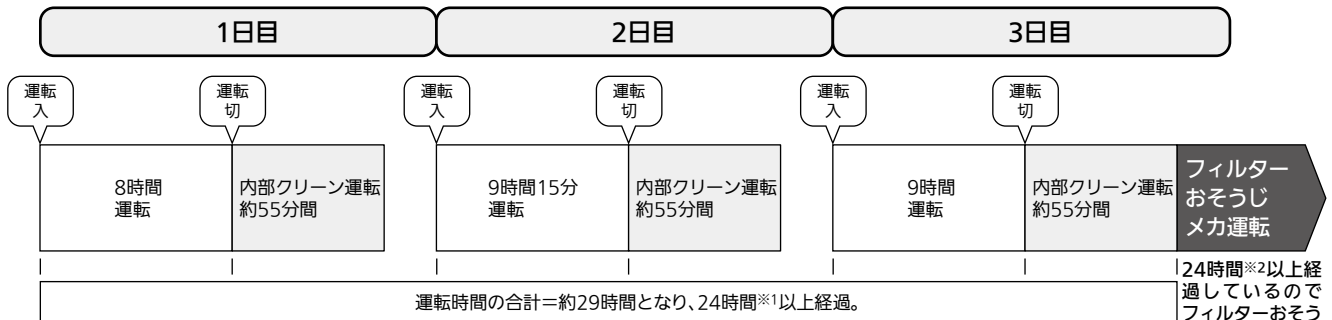 1日目
2日目
3日目
運転
入
運転
切
運転
入
運転
切
運転
入
運転
切
8時間
運転
内部クリーン運転
約55分間
9時間15分
運転
内部クリーン運転
約55分間
9時間
運転
内部クリーン運転
約55分間
フィルター
おそうじ
メカ運転
運転時間の合計=約29時間となり、24時間※1以上経過。
24時間※2以上経
過しているので
フィルターおそう